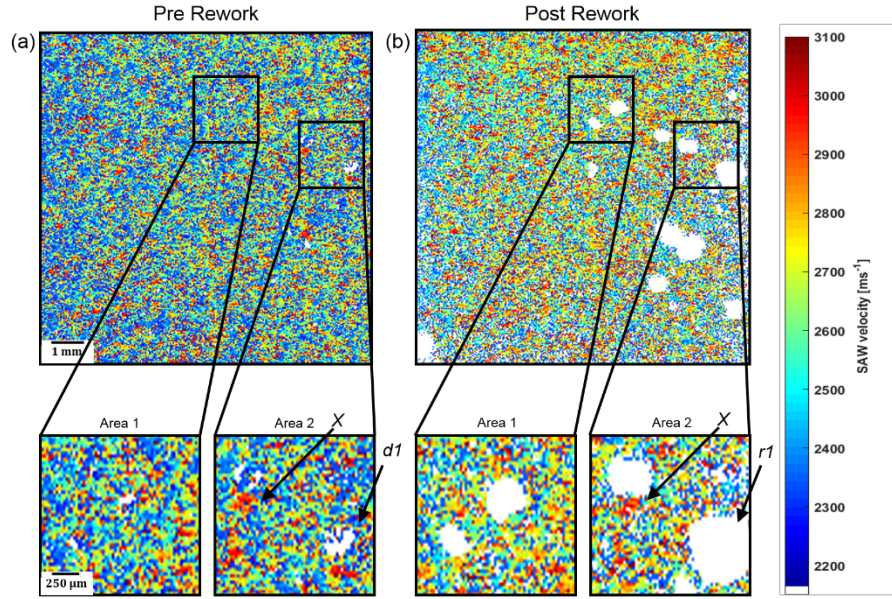 Pre Rework
Post Rework
(a)
(b)
1 mm
Area 1
Area 2
X
d1
250 μm
Area 1
Area 2
X
r1
3100
3000
2900
2800
2700
2600
2500
2400
2300
2200
SAW velocity [ms-1]